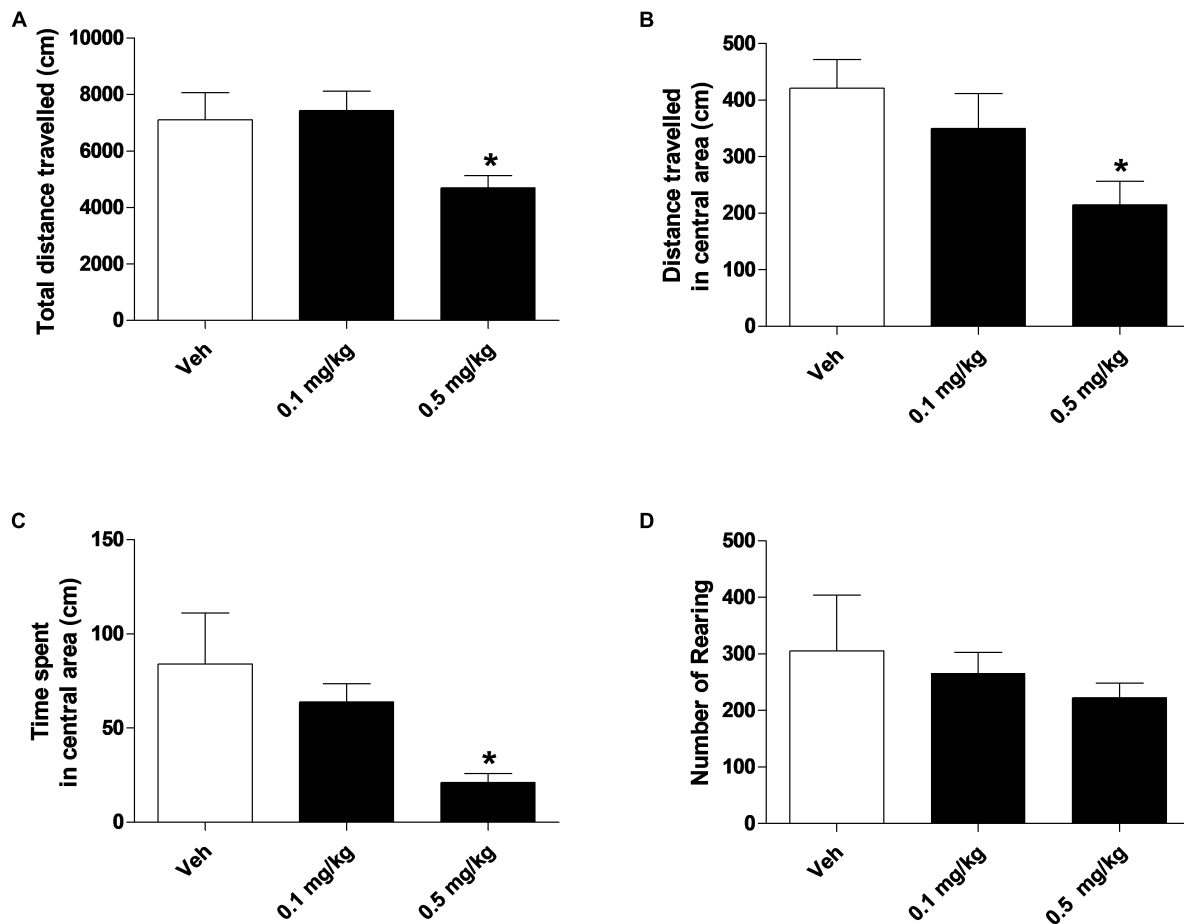 A
Total distance travelled (cm)
10000
8000
6000
4000
2000
0
*
Veh
0.1 mg/kg
0.5 mg/kg
B
Distance travelled
in central area (cm)
500
400
300
200
100
0
*
Veh
0.1 mg/kg
0.5 mg/kg
C
Time spent
in central area (cm)
150
100
50
0
*
Veh
0.1 mg/kg
0.5 mg/kg
D
Number of Rearing
500
400
300
200
100
0
Veh
0.1 mg/kg
0.5 mg/kg